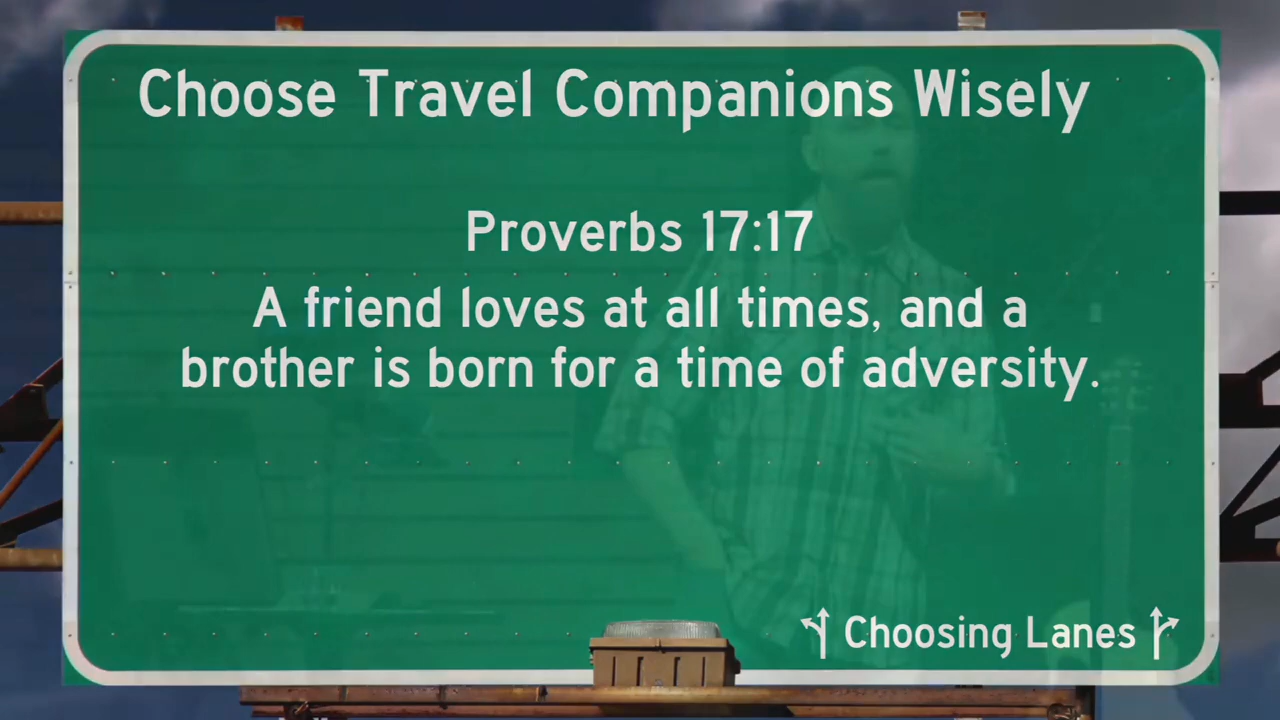 Choose Travel Companions Wisely
Proverbs 17:17
A friend loves at all times, and a
brother is born for a time of adversity.
Choosing Lanes